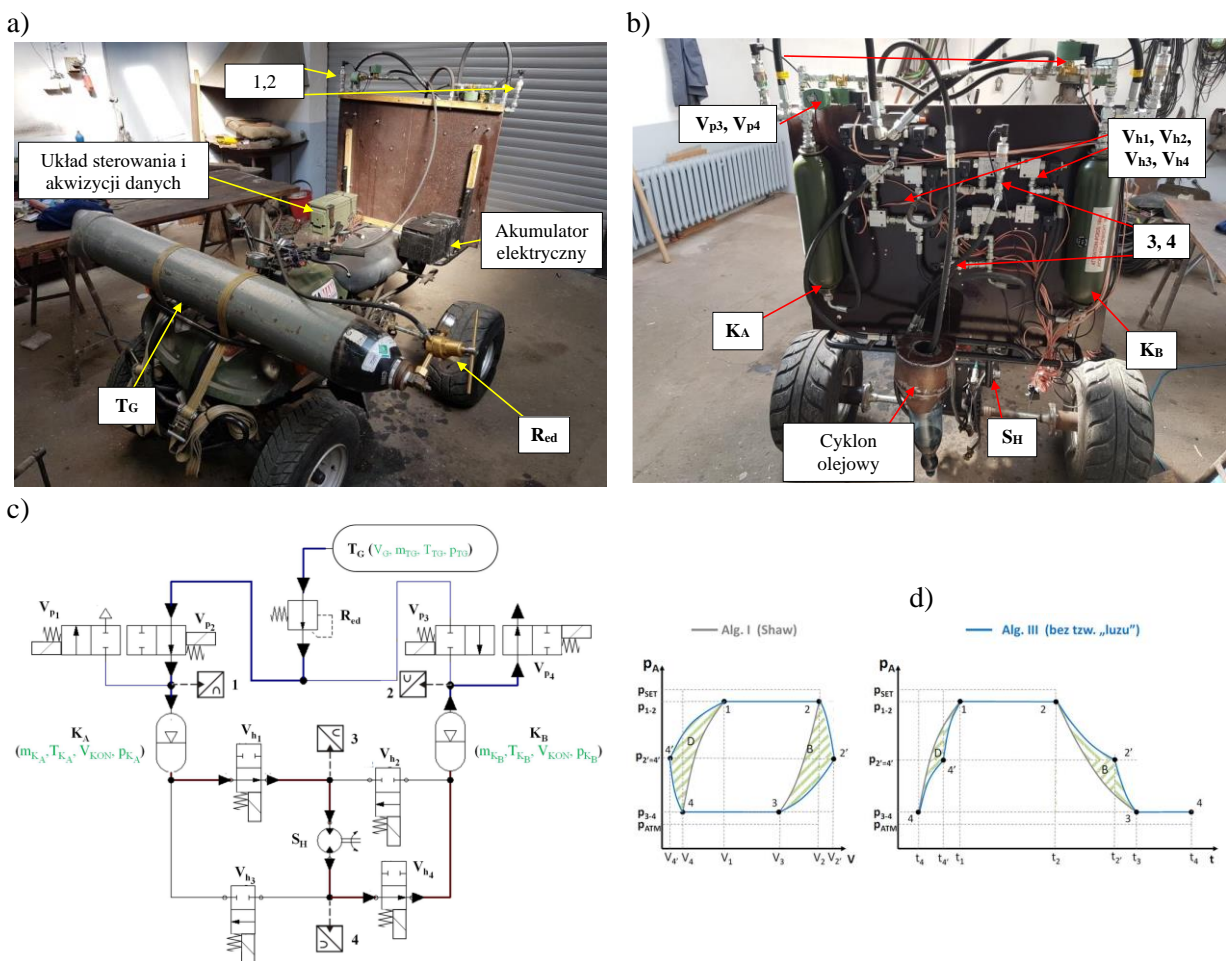 a)
1,2
Układ sterowania i
akwizycji danych
Akumulator
elektryczny
TG
Red
b)
Vp3, Vp4
Vh1, Vh2,
Vh3, Vh4
3, 4
KA
KB
Cyklon
olejowy
SH
c)
TG (VG, mTG, TTG, pTG)
Vp1
Vp2
Red
Vp3
Vp4
1
2
KA
(mKA, TKA, VKON, pKA)
KB
(mKB, TKB, VKON, pKB)
Vh1
3
Vh2
SH
Vh3
Vh4
4
d)
Alg. I (Shaw)
Alg. III (bez tzw. „luzu”)
pA
pSET
p1-2
p2'=4'
p3-4
pATM
1
2
4'
D
B
2'
4
3
V4'
V4
V1
V3
V2
V2'
V
pA
pSET
p1-2
p2'=4'
p3-4
pATM
1
2
D
4'
2'
B
4
3
4
t4
t4'
t1
t2
t2'
t3
t4
t